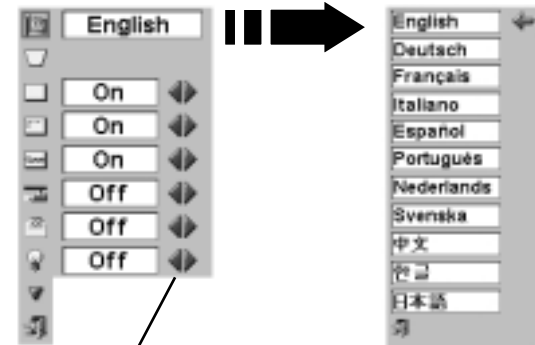 English
On
On
On
Off
Off
Off
English
Deutsch
Français
Italiano
Español
Português
Nederlands
Svenska
中文
한글
日本語